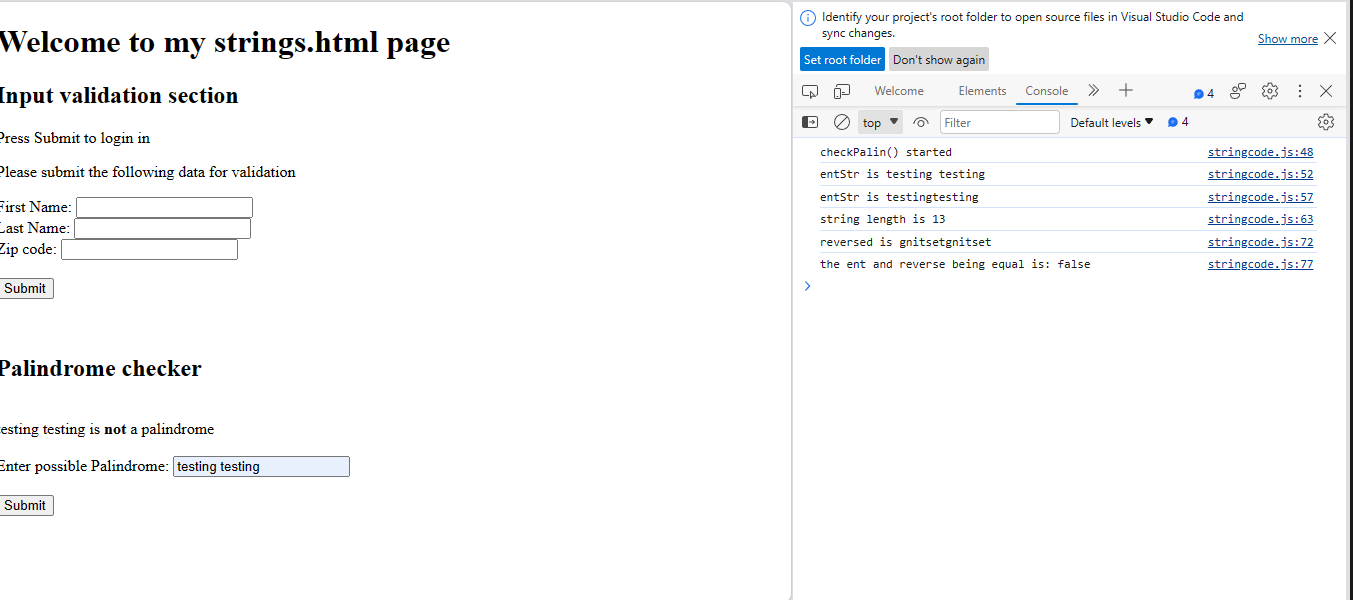 Welcome to my strings.html page
Input validation section
Press Submit to login in
Please submit the following data for validation
First Name:
Last Name:
Zip code:
Submit
Palindrome checker
testing testing is not a palindrome
Enter possible Palindrome: testing testing
Submit
Identify your project's root folder to open source files in Visual Studio Code and
sync changes.
Show more
Set root folder Don't show again
Welcome Elements Console 4
top Filter Default levels 4
checkPalin() started stringcode.js:48
entStr is testing testing stringcode.js:52
entStr is testingtesting stringcode.js:57
string length is 13 stringcode.js:63
reversed is gnitsetgnitset stringcode.js:72
the ent and reverse being equal is: false stringcode.js:77